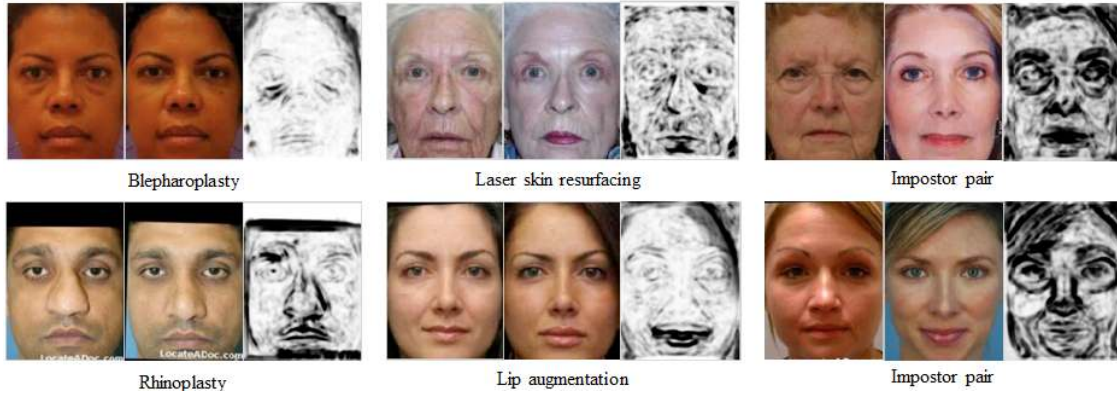 Blepharoplasty
Laser skin resurfacing
Impostor pair
LocateADoc.com
LocateADoc.com
Rhinoplasty
Lip augmentation
Impostor pair